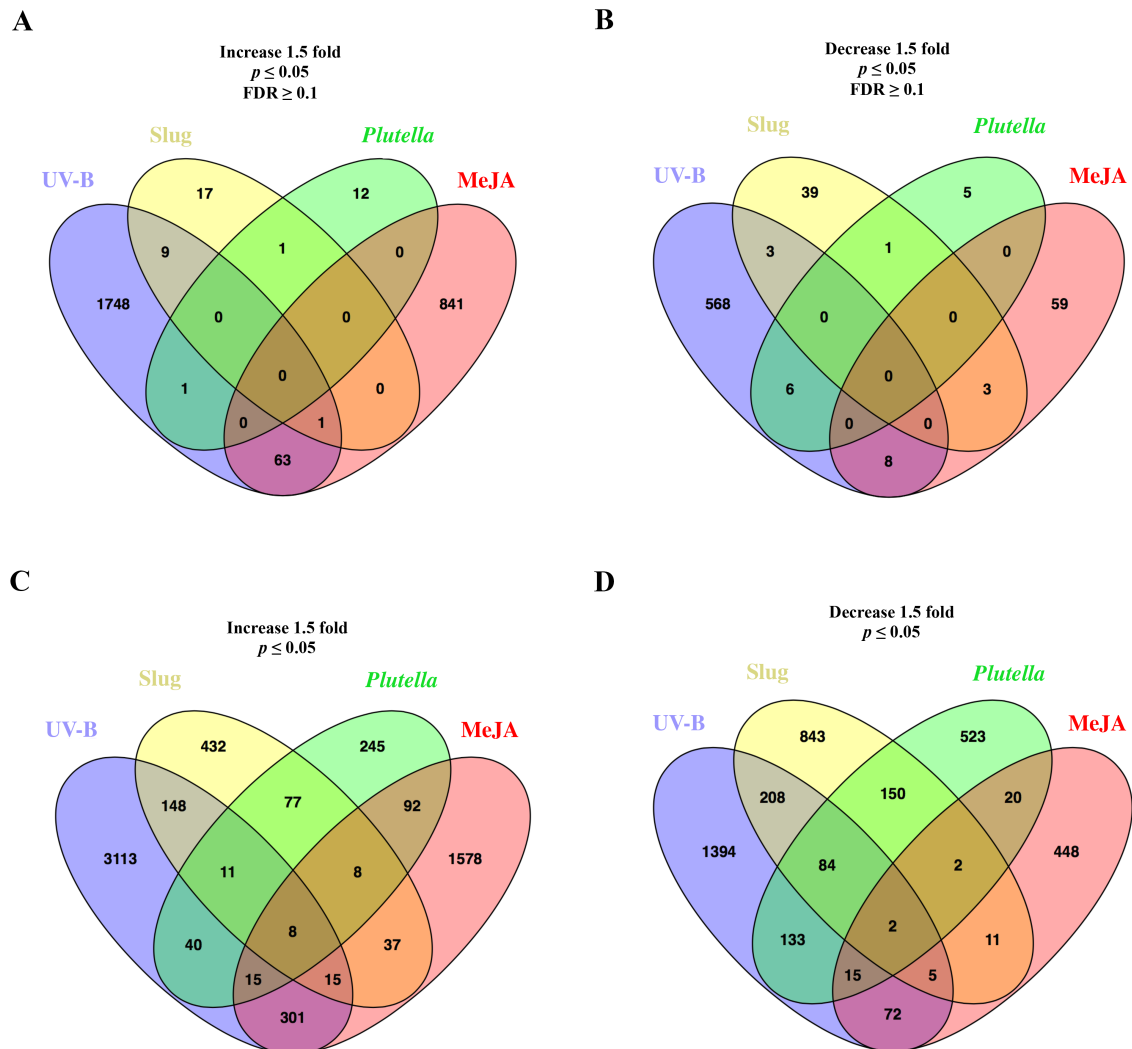 A
Increase 1.5 fold
p ≤ 0.05
FDR ≥ 0.1
Slug
Plutella
UV-B
MeJA
17
12
9
1
0
1748
841
0
0
1
0
0
0
1
63
B
Decrease 1.5 fold
p ≤ 0.05
FDR ≥ 0.1
Slug
Plutella
UV-B
MeJA
39
5
3
1
0
568
59
0
0
6
0
3
0
0
8
C
Increase 1.5 fold
p ≤ 0.05
Slug
Plutella
UV-B
MeJA
432
245
148
77
92
3113
1578
11
8
40
8
37
15
15
301
D
Decrease 1.5 fold
p ≤ 0.05
Slug
Plutella
UV-B
MeJA
843
523
208
150
20
1394
448
84
2
133
2
11
15
5
72